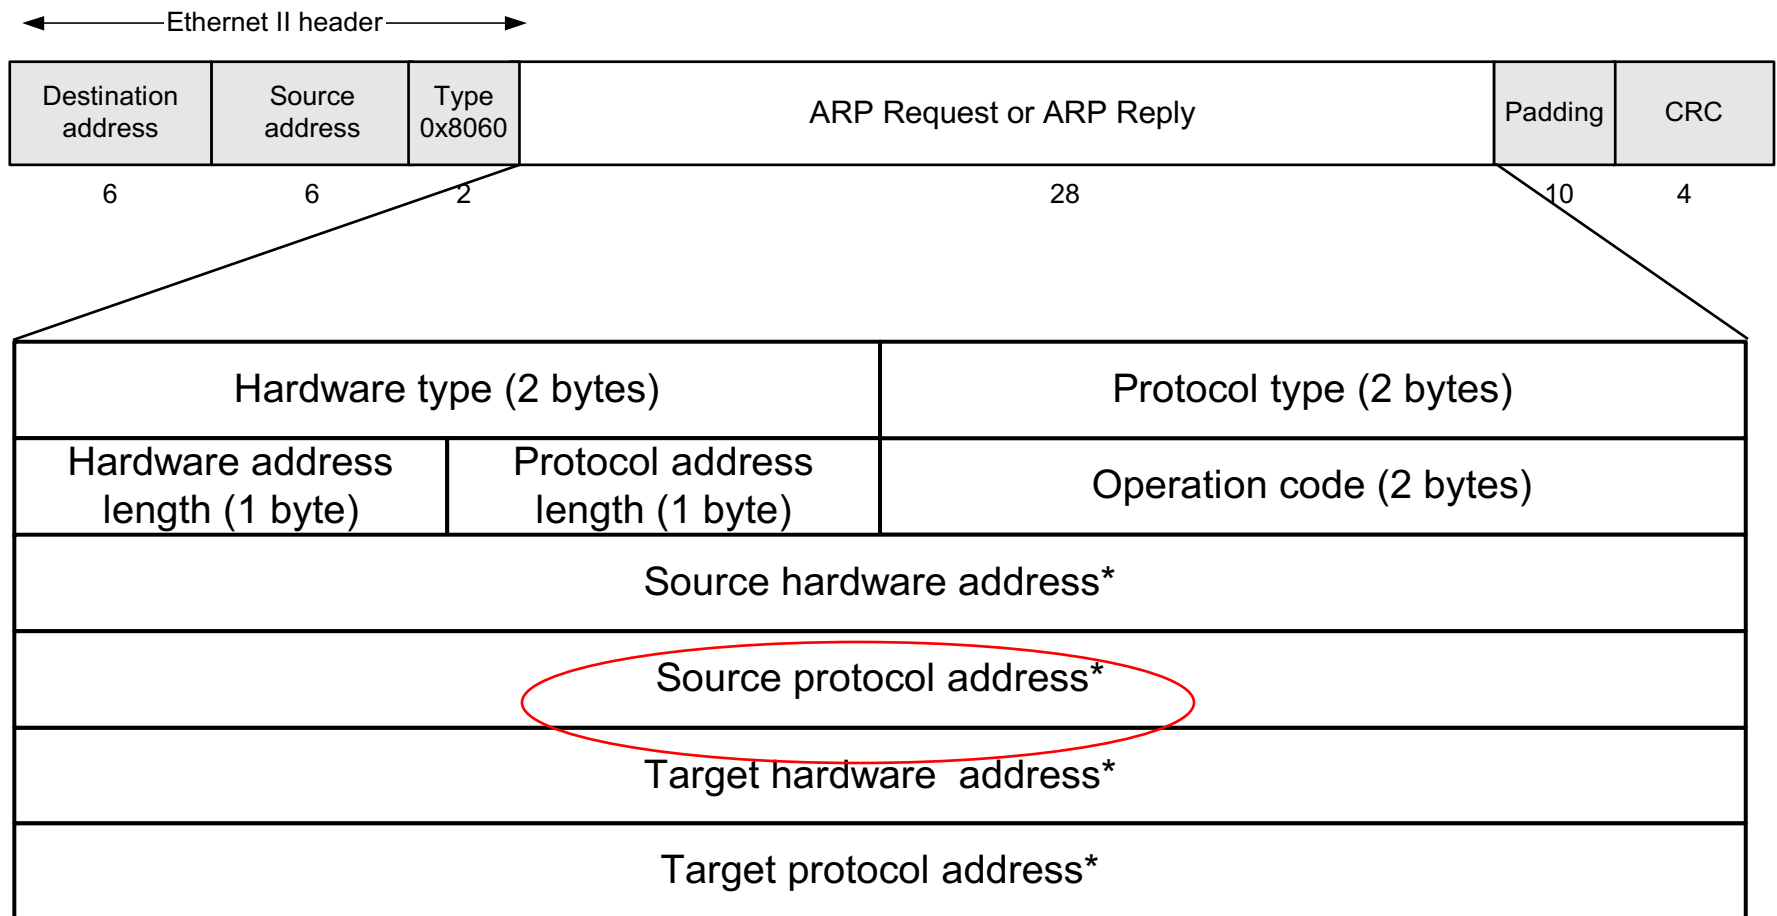 Ethernet II header
Destination
address
Source
address
Type
0x8060
ARP Request or ARP Reply
Padding
CRC
6
6
2
28
10
4
Hardware type (2 bytes)
Protocol type (2 bytes)
Hardware address
length (1 byte)
Protocol address
length (1 byte)
Operation code (2 bytes)
Source hardware address*
Source protocol address*
Target hardware address*
Target protocol address*